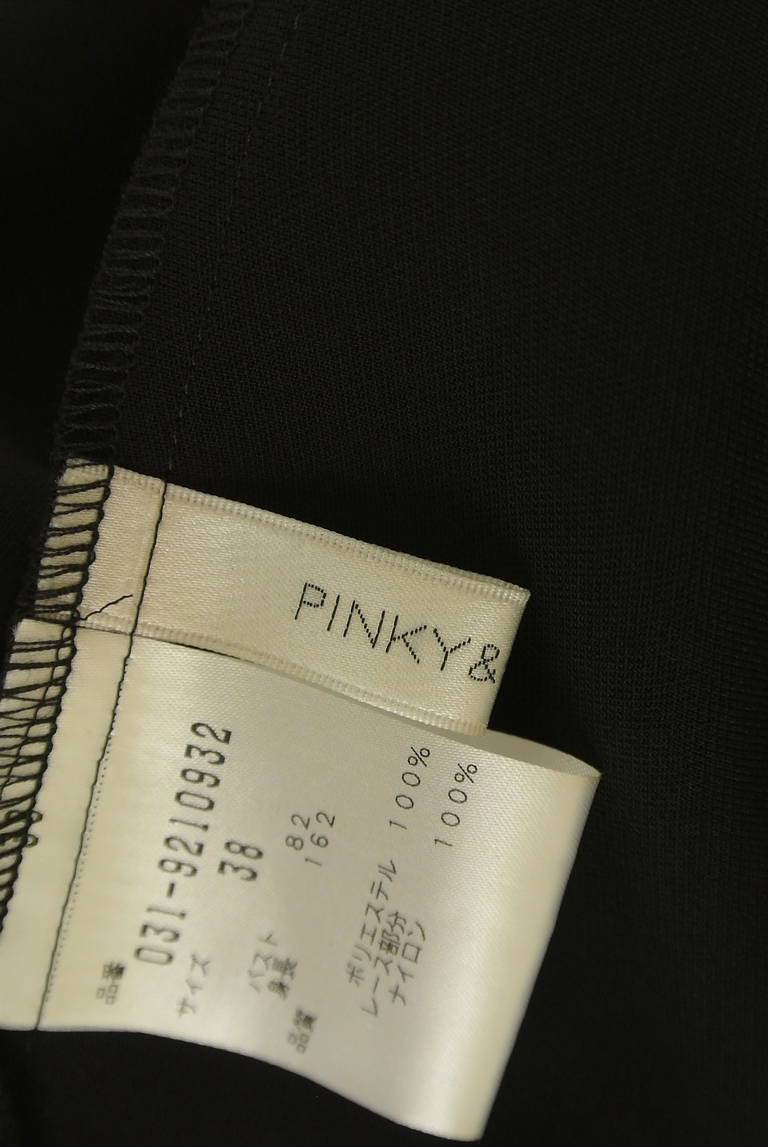 PINKY&
品番 031-9210932
サイズ 38
バスト 82
身長 162
品質
ポリエステル 100%
レース部分
ナイロン 100%